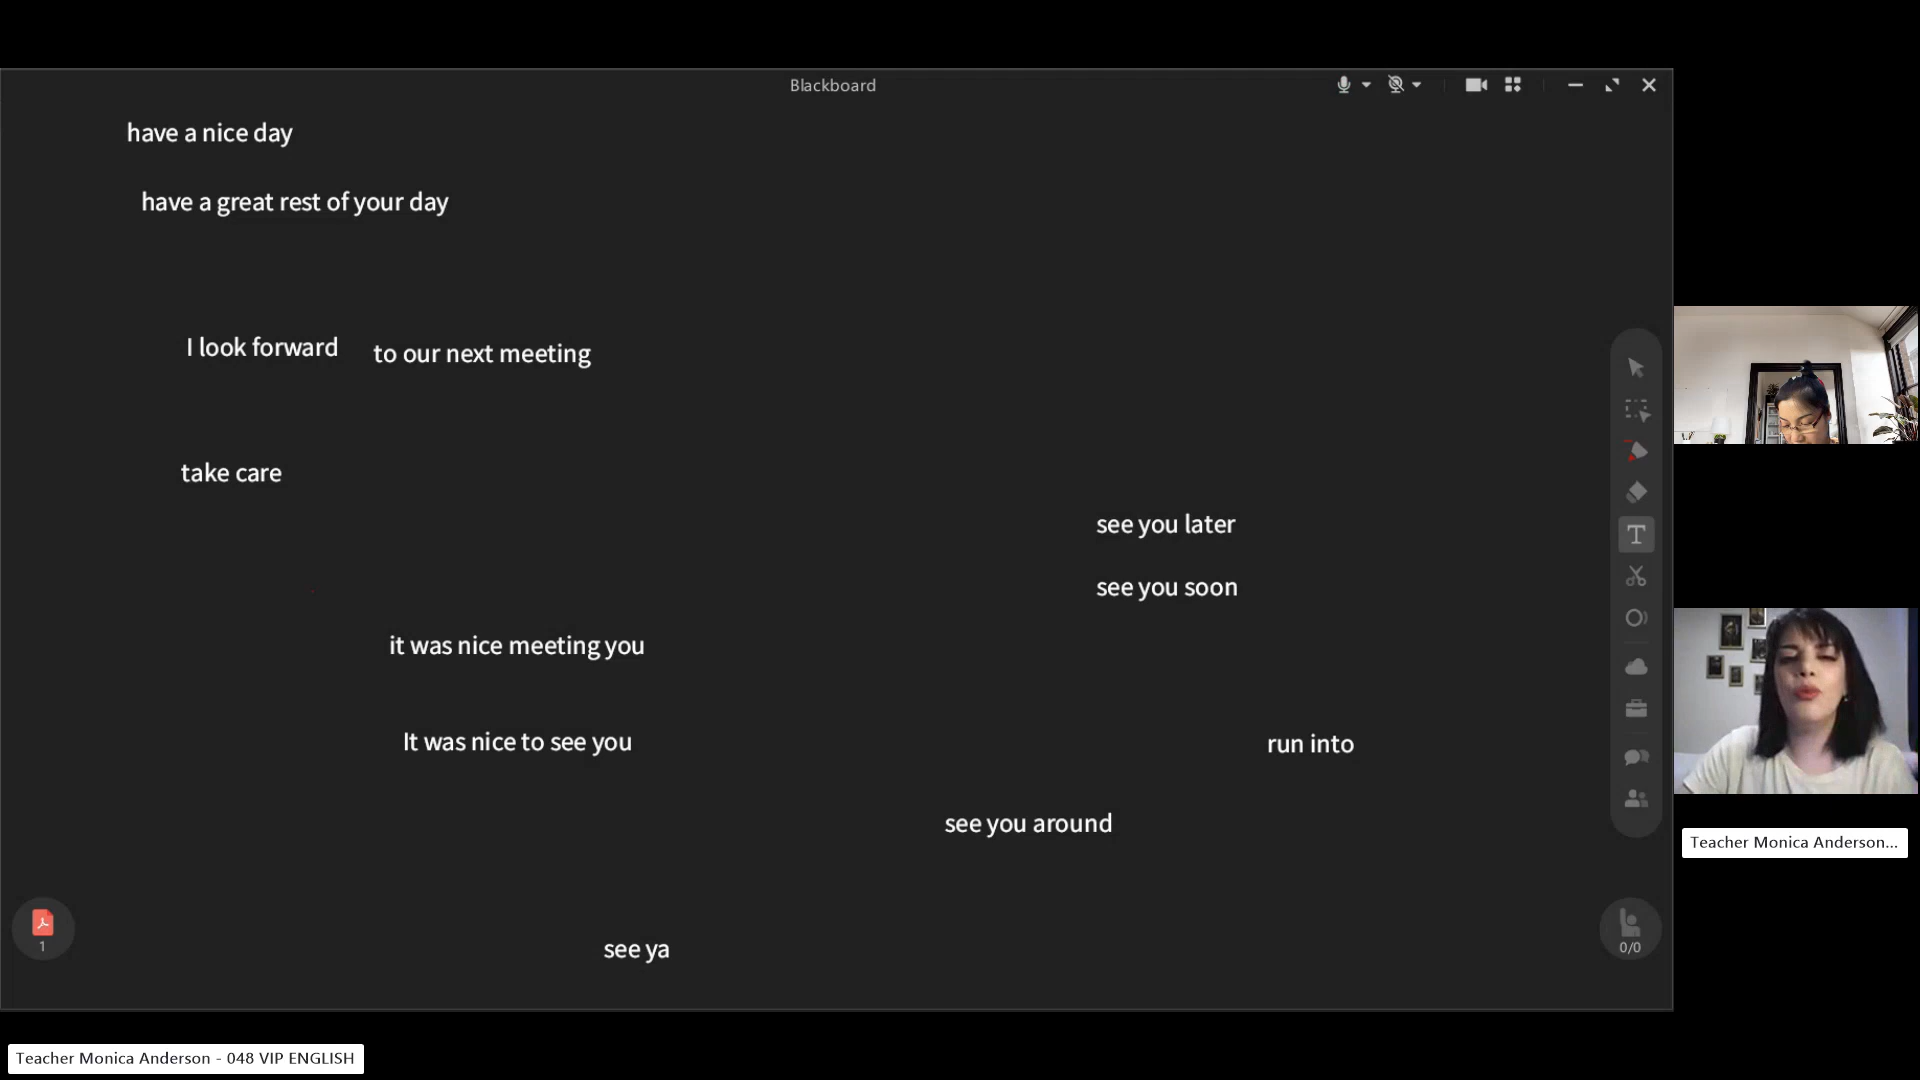 Blackboard
have a nice day
have a great rest of your day
I look forward to our next meeting
take care
see you later
see you soon
it was nice meeting you
It was nice to see you
run into
see you around
Teacher Monica Anderson...
see ya
1
0/0
Teacher Monica Anderson - 048 VIP ENGLISH